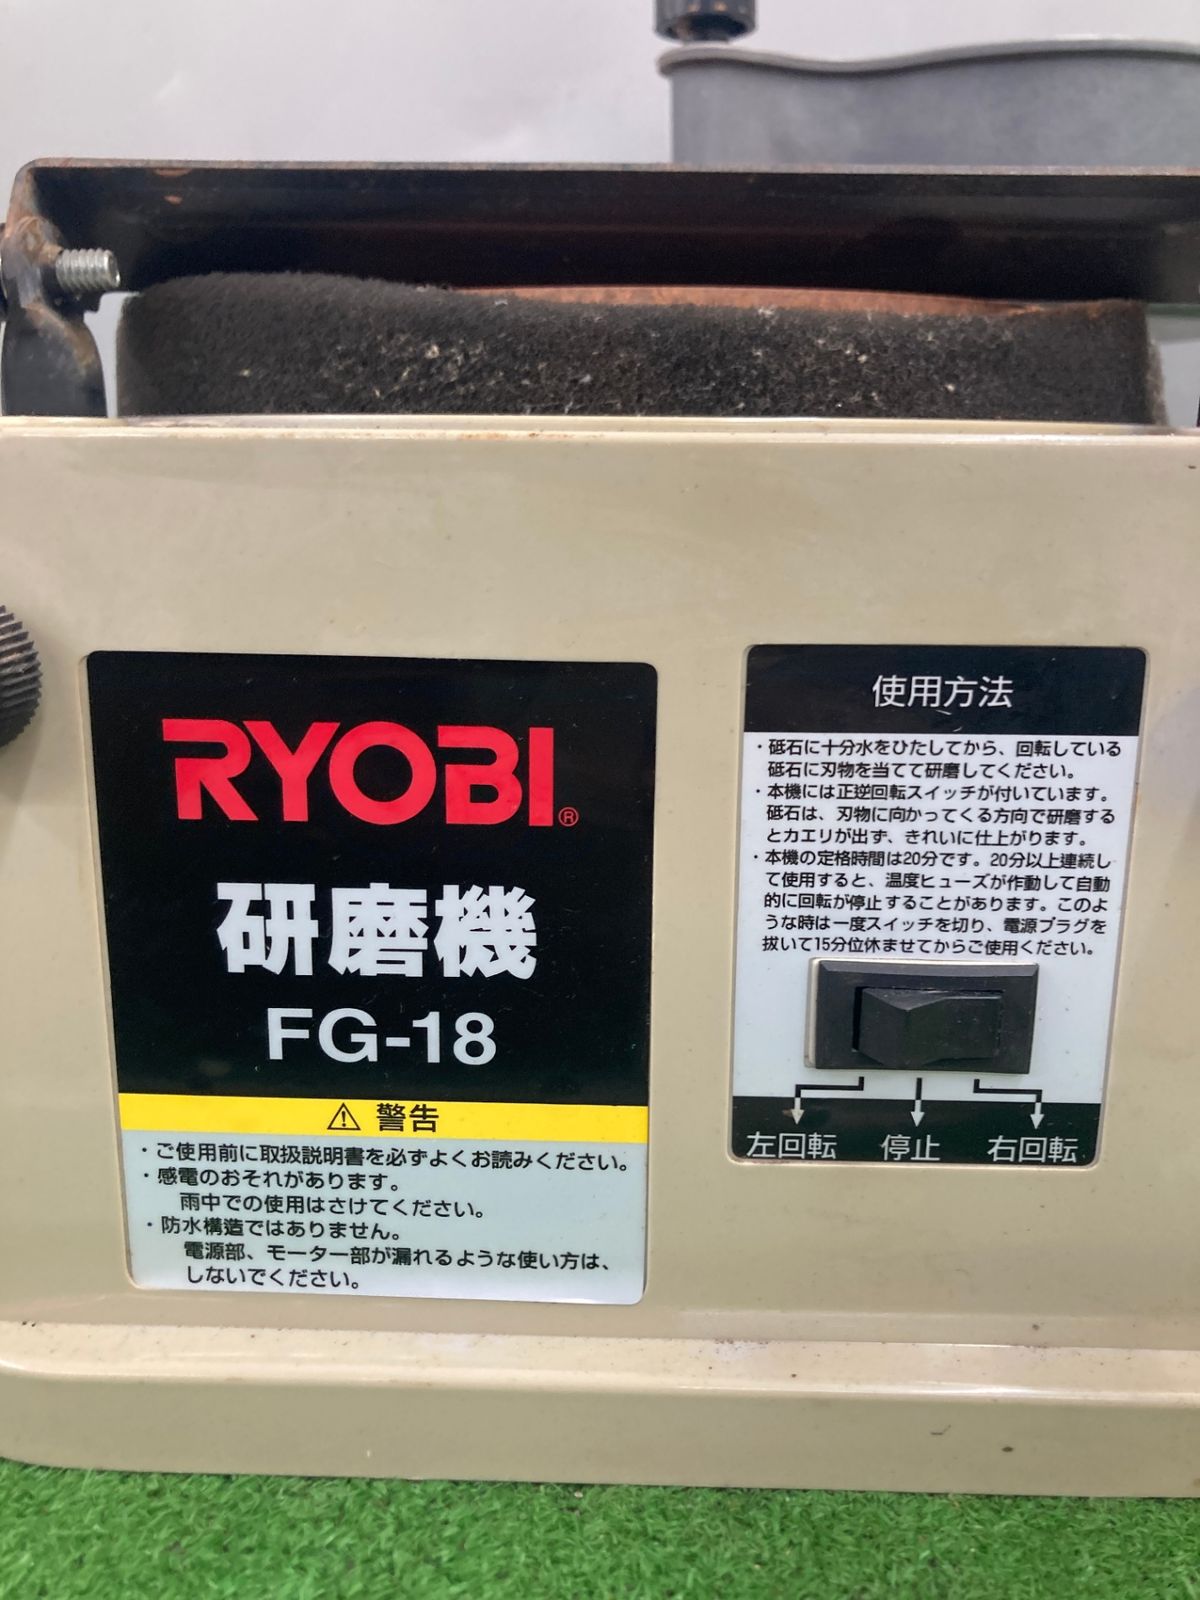 RYOBI®
研磨機
FG-18
⚠ 警告
・ご使用前に取扱説明書を必ずよくお読みください。
・感電のおそれがあります。
雨中での使用はさけてください。
・防水構造ではありません。
電源部、モーター部が漏れるような使い方は、
しないでください。
使用方法
・砥石に十分水をひたしてから、回転している
砥石に刃物を当てて研磨してください。
・本機には正逆回転スイッチが付いています。
砥石は、刃物に向かってくる方向で研磨する
とカエリが出ず、きれいに仕上がります。
・本機の定格時間は20分です。20分以上連続し
て使用すると、温度ヒューズが作動して自動
的に回転が停止することがあります。このよ
うな時は一度スイッチを切り、電源プラグを
抜いて15分位休ませてからご使用ください。
左回転 停止 右回転